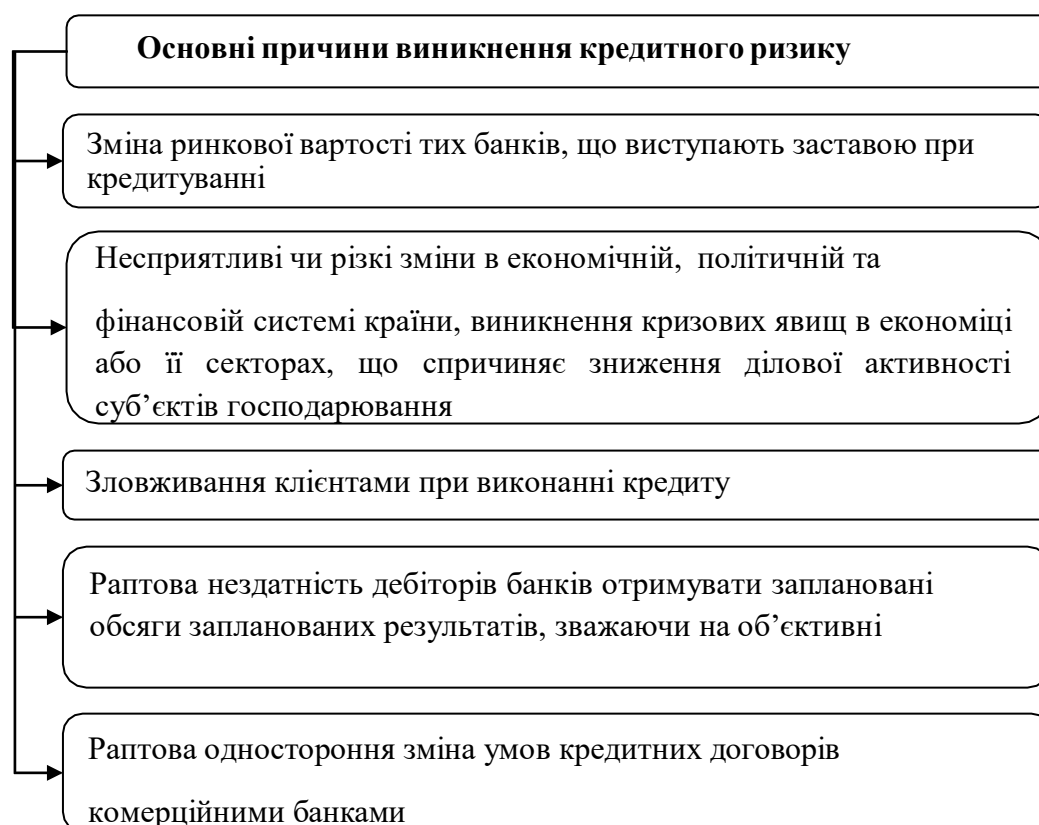 Основні причини виникнення кредитного ризику
Зміна ринкової вартості тих банків, що виступають заставою при
кредитуванні
Несприятливі чи різкі зміни в економічній, політичній та
фінансовій системі країни, виникнення кризових явищ в економіці
або її секторах, що спричиняє зниження ділової активності
суб’єктів господарювання
Зловживання клієнтами при виконанні кредиту
Раптова нездатність дебіторів банків отримувати заплановані
обсяги запланованих результатів, зважаючи на об’єктивні
Раптова одностороння зміна умов кредитних договорів
комерційними банками